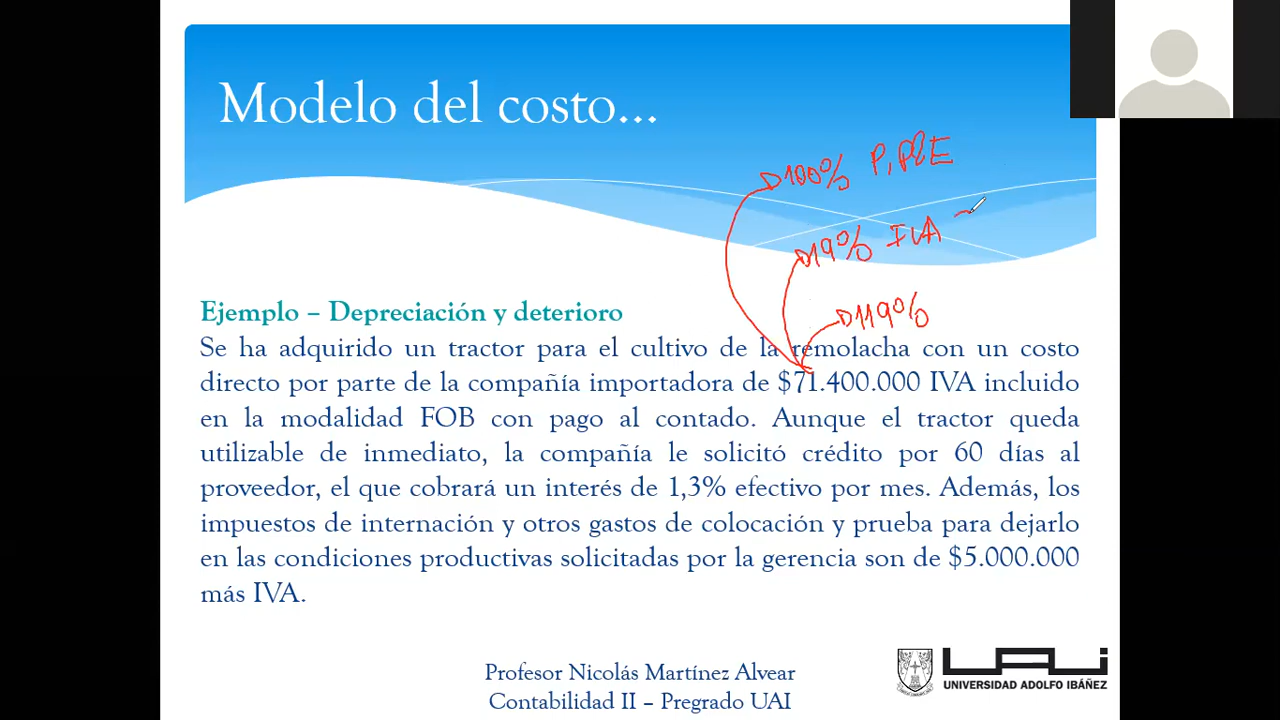 Modelo del costo...
100% P,P&E
19% IVA
119%
Ejemplo – Depreciación y deterioro
Se ha adquirido un tractor para el cultivo de la remolacha con un costo
directo por parte de la compañía importadora de $71.400.000 IVA incluido
en la modalidad FOB con pago al contado. Aunque el tractor queda
utilizable de inmediato, la compañía le solicitó crédito por 60 días al
proveedor, el que cobrará un interés de 1,3% efectivo por mes. Además, los
impuestos de internación y otros gastos de colocación y prueba para dejarlo
en las condiciones productivas solicitadas por la gerencia son de $5.000.000
más IVA.
Profesor Nicolás Martínez Alvear
Contabilidad II – Pregrado UAI
UAI
UNIVERSIDAD ADOLFO IBÁÑEZ